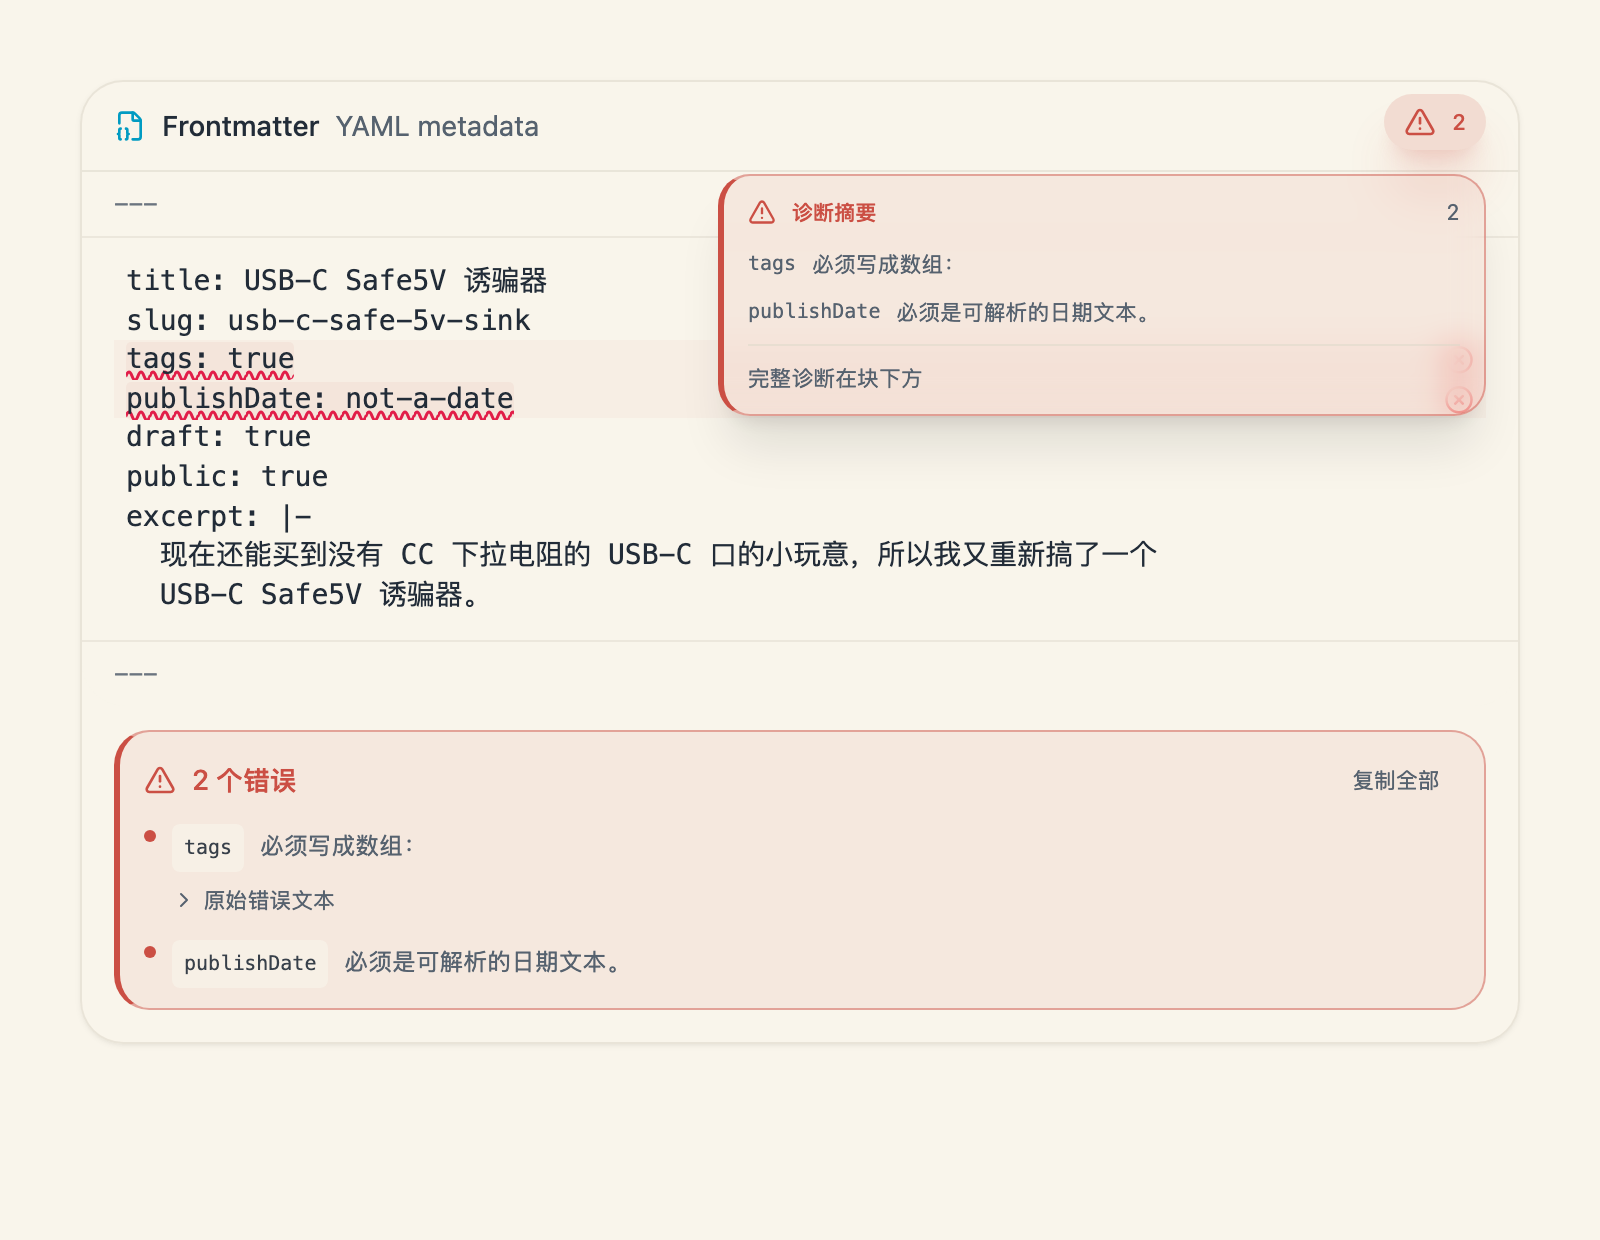 Frontmatter YAML metadata
2
———
诊断摘要 2
tags 必须写成数组：
publishDate 必须是可解析的日期文本。
完整诊断在块下方
title: USB-C Safe5V 诱骗器
slug: usb-c-safe-5v-sink
tags: true
publishDate: not-a-date
draft: true
public: true
excerpt: |-
现在还能买到没有 CC 下拉电阻的 USB-C 口的小玩意，所以我又重新搞了一个
USB-C Safe5V 诱骗器。
———
2 个错误 复制全部
tags 必须写成数组：
原始错误文本
publishDate 必须是可解析的日期文本。